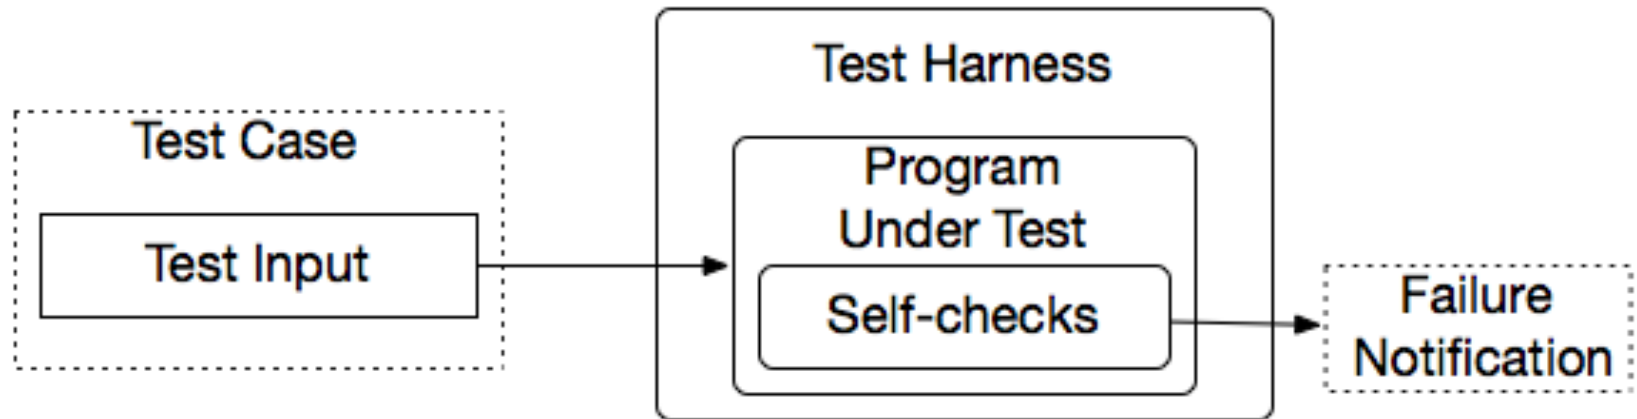 Test Harness
Test Case
Program
Under Test
Test Input
Self-checks
Failure
Notification